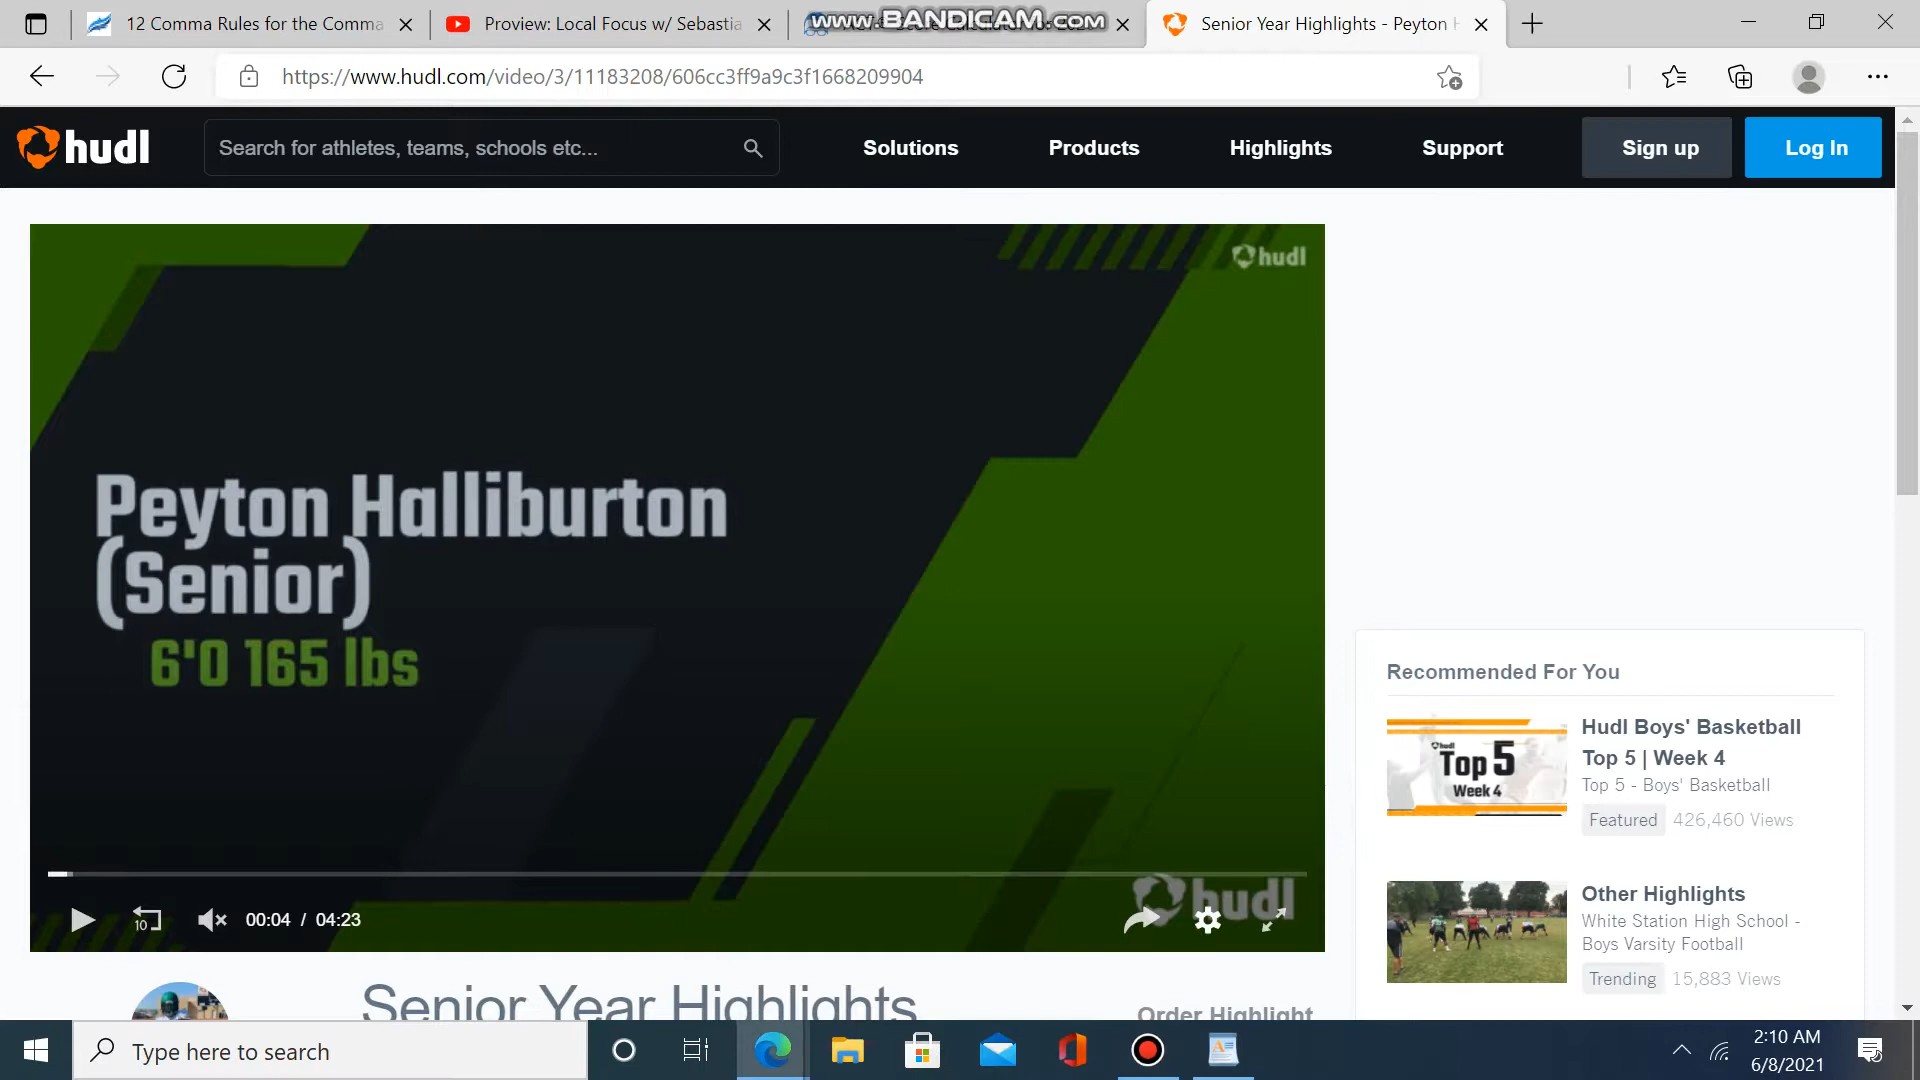 12 Comma Rules for the Comma
Proview: Local Focus w/ Sebastia
www.BANDICAM.com
Senior Year Highlights - Peyton H
https://www.hudl.com/video/3/11183208/606cc3ff9a9c3f1668209904
hudl
Search for athletes, teams, schools etc...
Solutions
Products
Highlights
Support
Sign up
Log In
hudl
Peyton Halliburton
(Senior)
6'0 165 lbs
hudl
10
00:04 / 04:23
Recommended For You
hudl
Top 5
Week 4
Hudl Boys' Basketball
Top 5 | Week 4
Top 5 - Boys' Basketball
Featured 426,460 Views
Other Highlights
White Station High School -
Boys Varsity Football
Trending 15,883 Views
Senior Year Highlights
Order Highlight
Type here to search
2:10 AM
6/8/2021